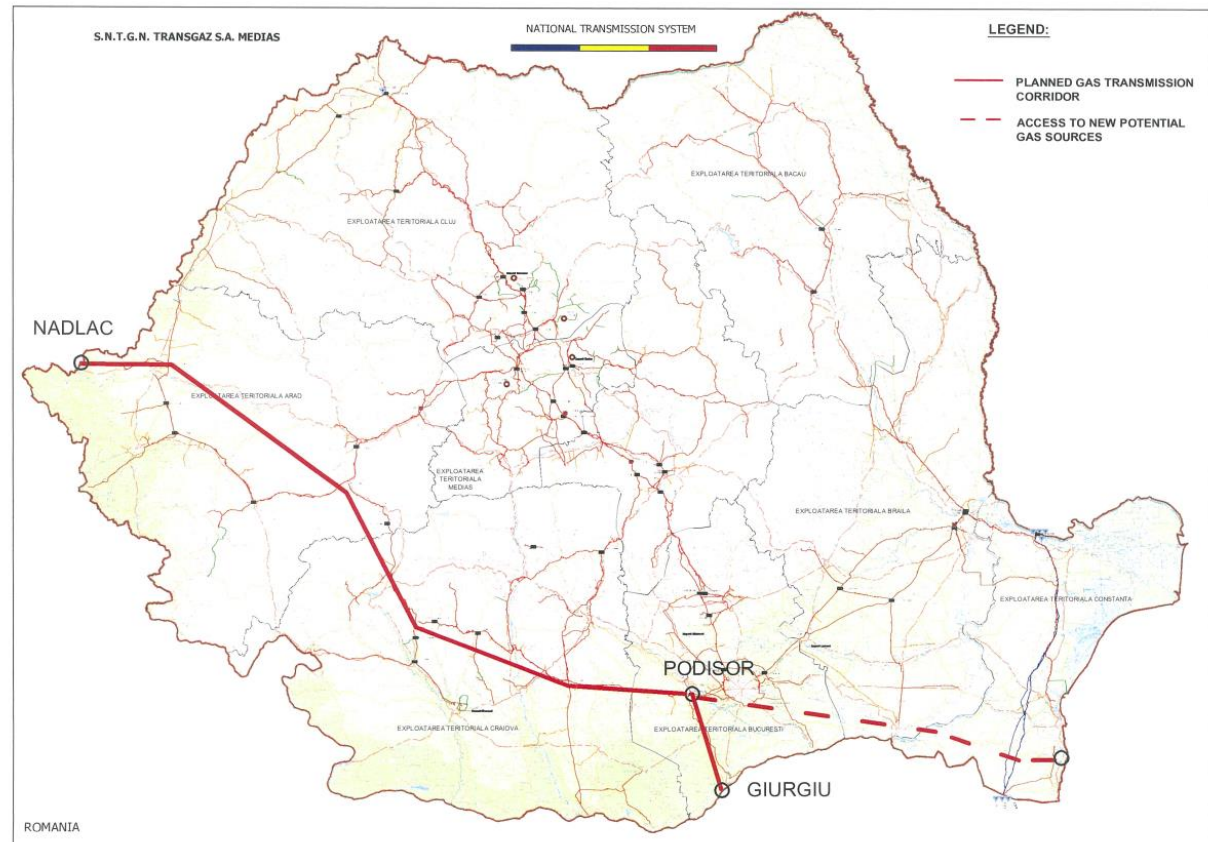 S.N.T.G.N. TRANSGAZ S.A. MEDIAS
NATIONAL TRANSMISSION SYSTEM
LEGEND:
PLANNED GAS TRANSMISSION
CORRIDOR
ACCESS TO NEW POTENTIAL
GAS SOURCES
EXPLOATAREA TERITORIALA BACAU
EXPLOATAREA TERITORIALA CLUJ
NADLAC
EXPLOATAREA TERITORIALA ARAD
EXPLOATAREA
TERITORIALA
MEDIAS
EXPLOATAREA TERITORIALA BRAILA
EXPLOATAREA TERITORIALA CONSTANTA
PODISOR
EXPLOATAREA TERITORIALA CRAIOVA
EXPLOATAREA TERITORIALA BUCURESTI
GIURGIU
ROMANIA